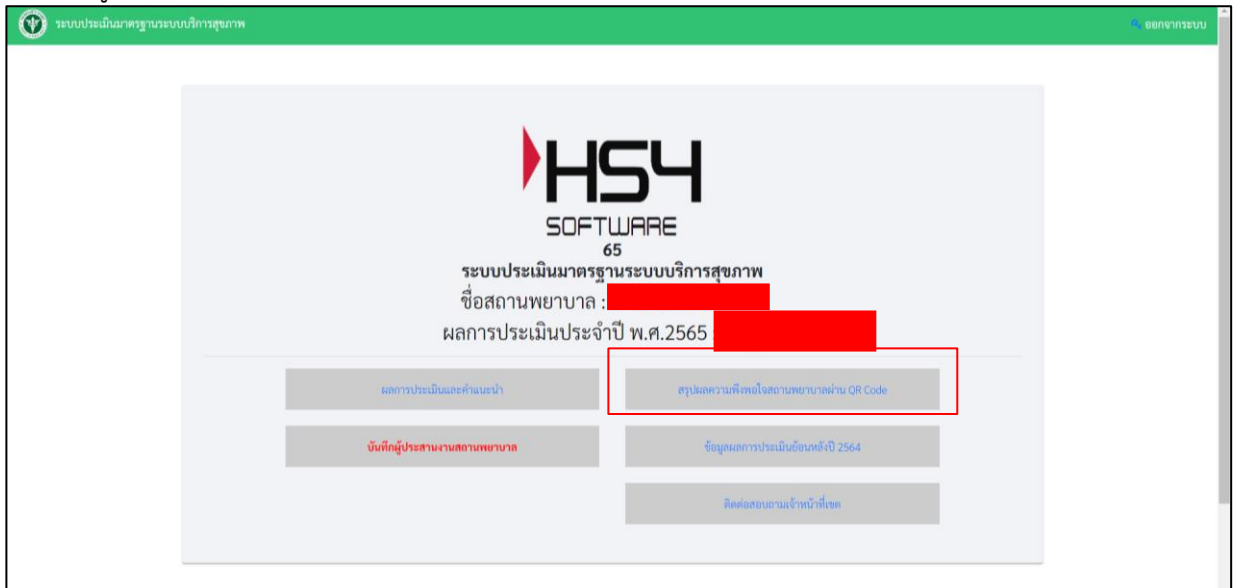 ระบบประเมินมาตรฐานระบบบริการสุขภาพ
ออกจากระบบ
HS4
SOFTWARE
65
ระบบประเมินมาตรฐานระบบบริการสุขภาพ
ชื่อสถานพยาบาล :
ผลการประเมินประจำปี พ.ศ.2565 :
ผลการประเมินและคำแนะนำ
สรุปผลความพึงพอใจสถานพยาบาลผ่าน QR Code
บันทึกผู้ประสานงานสถานพยาบาล
ข้อมูลผลการประเมินย้อนหลังปี 2564
ติดต่อสอบถามเจ้าหน้าที่เขต